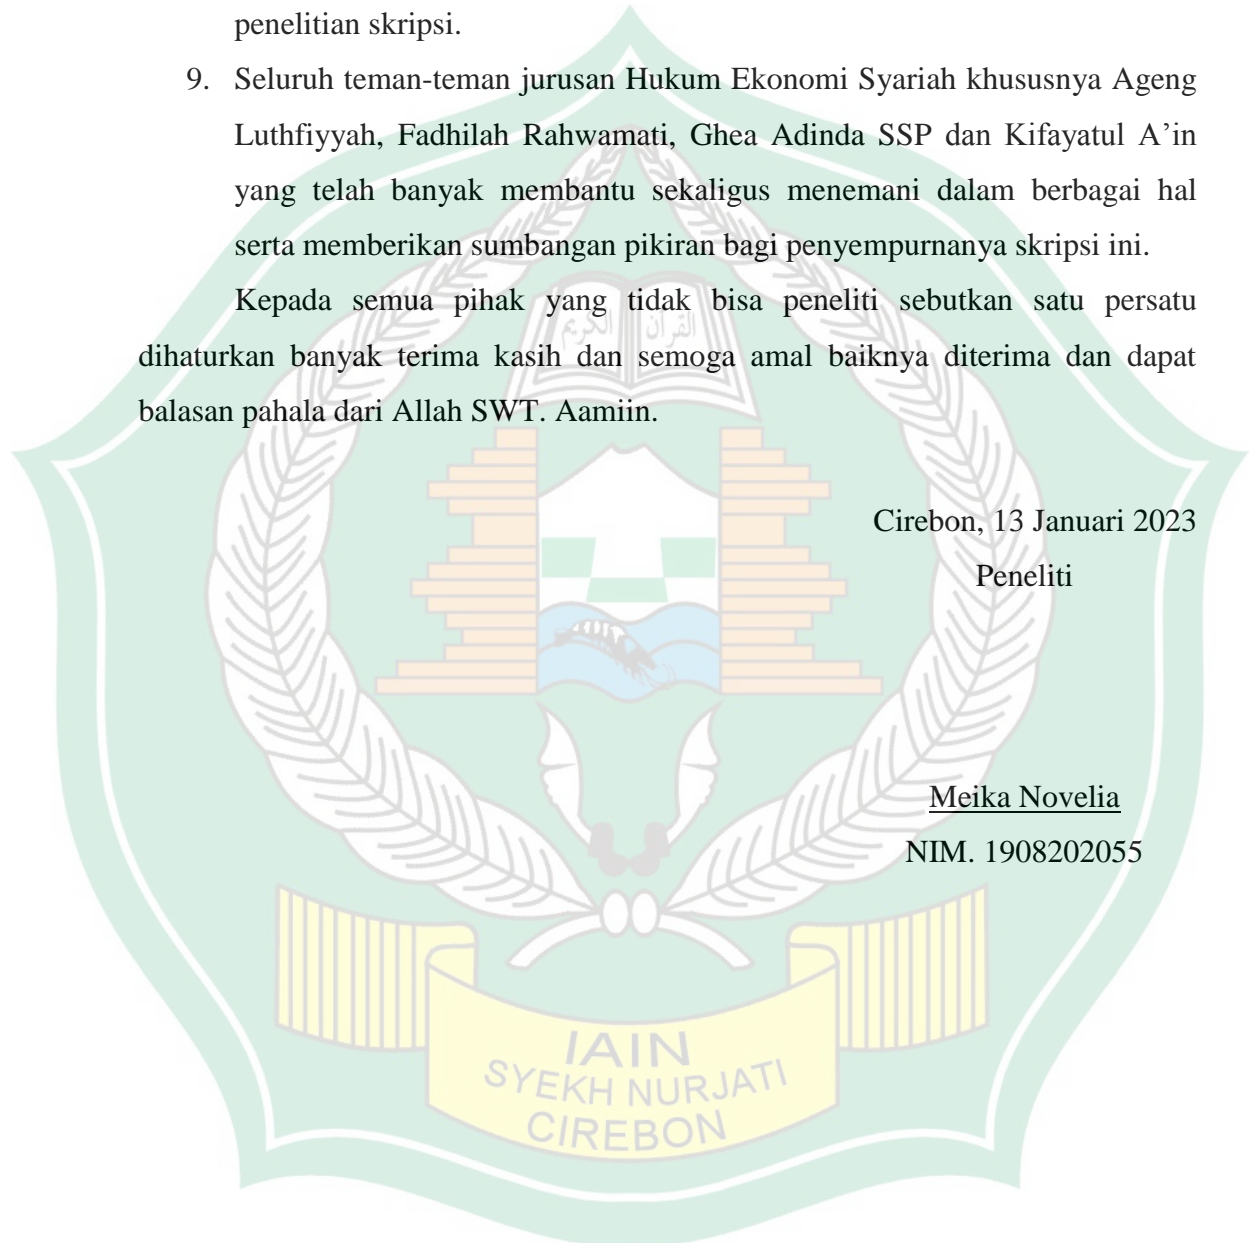 penelitian skripsi.
9. Seluruh teman-teman jurusan Hukum Ekonomi Syariah khususnya Ageng
Luthfiyyah, Fadhilah Rahwamati, Ghea Adinda SSP dan Kifayatul A’in
yang telah banyak membantu sekaligus menemani dalam berbagai hal
serta memberikan sumbangan pikiran bagi penyempurnanya skripsi ini.
Kepada semua pihak yang tidak bisa peneliti sebutkan satu persatu
dihaturkan banyak terima kasih dan semoga amal baiknya diterima dan dapat
balasan pahala dari Allah SWT. Aamiin.
القرآن الكريم
Cirebon, 13 Januari 2023
Peneliti
Meika Novelia
NIM. 1908202055
IAIN
SYEKH NURJATI
CIREBON